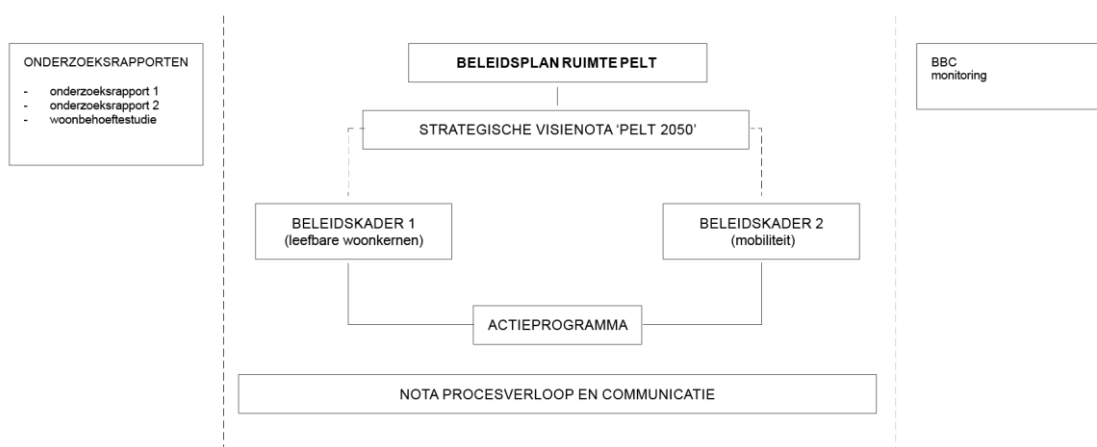 ONDERZOEKSRAPPORTEN
- onderzoeksrapport 1
- onderzoeksrapport 2
- woonbehoeftestudie
BELEIDSPLAN RUIMTE PELT
STRATEGISCHE VISIENOTA ‘PELT 2050’
BELEIDSKADER 1
(leefbare woonkernen)
BELEIDSKADER 2
(mobiliteit)
ACTIEPROGRAMMA
NOTA PROCESVERLOOP EN COMMUNICATIE
BBC
monitoring